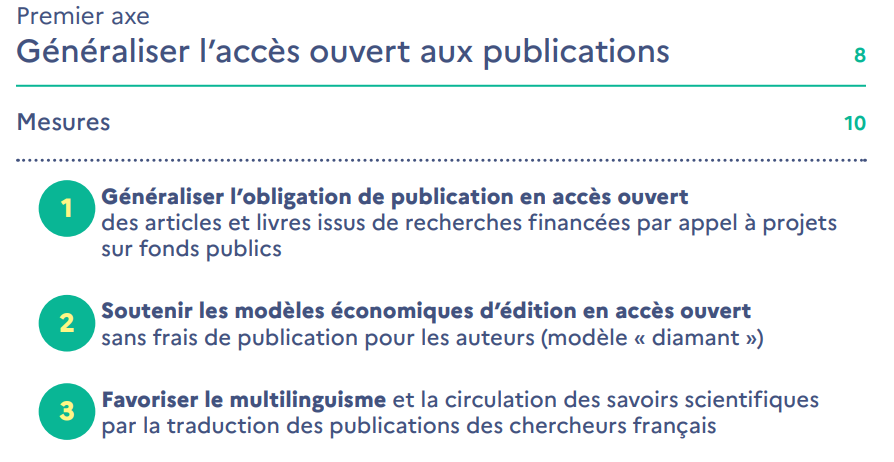 Premier axe
Généraliser l'accès ouvert aux publications 8
Mesures 10
1 Généraliser l'obligation de publication en accès ouvert
des articles et livres issus de recherches financées par appel à projets
sur fonds publics
2 Soutenir les modèles économiques d'édition en accès ouvert
sans frais de publication pour les auteurs (modèle « diamant »)
3 Favoriser le multilinguisme et la circulation des savoirs scientifiques
par la traduction des publications des chercheurs français